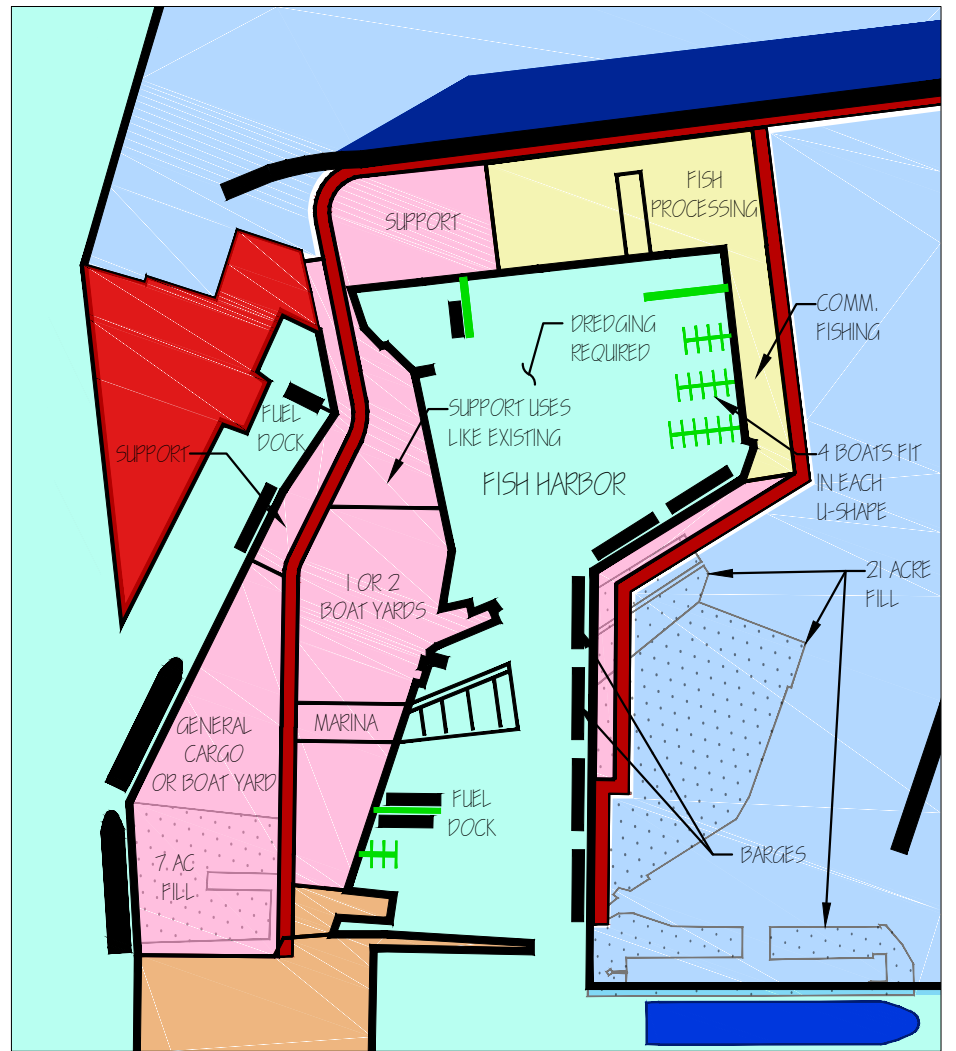 FISH
PROCESSING
SUPPORT
COMM.
FISHING
DREDGING
REQUIRED
FUEL
DOCK
SUPPORT USES
LIKE EXISTING
SUPPORT
4 BOATS FIT
IN EACH
U-SHAPE
FISH HARBOR
21 ACRE
FILL
1 OR 2
BOAT YARDS
GENERAL
CARGO
OR BOAT YARD
MARINA
FUEL
DOCK
7 AC
FILL
BARGES